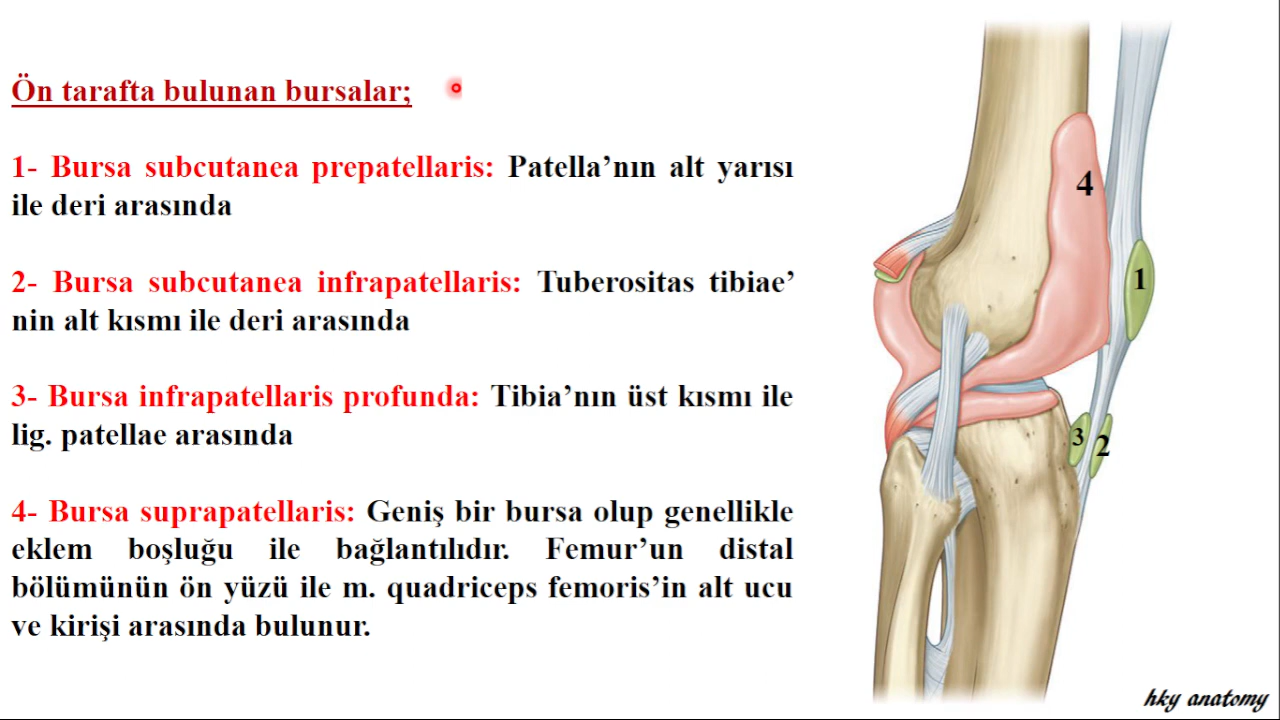 Ön tarafta bulunan bursalar;
1- Bursa subcutanea prepatellaris: Patella’nın alt yarısı
ile deri arasında
2- Bursa subcutanea infrapatellaris: Tuberositas tibiae’
nin alt kısmı ile deri arasında
3- Bursa infrapatellaris profunda: Tibia’nın üst kısmı ile
lig. patellae arasında
4- Bursa suprapatellaris: Geniş bir bursa olup genellikle
eklem boşluğu ile bağlantılıdır. Femur’un distal
bölümünün ön yüzü ile m. quadriceps femoris’in alt ucu
ve kirişi arasında bulunur.
4
1
3
2
hky anatomy